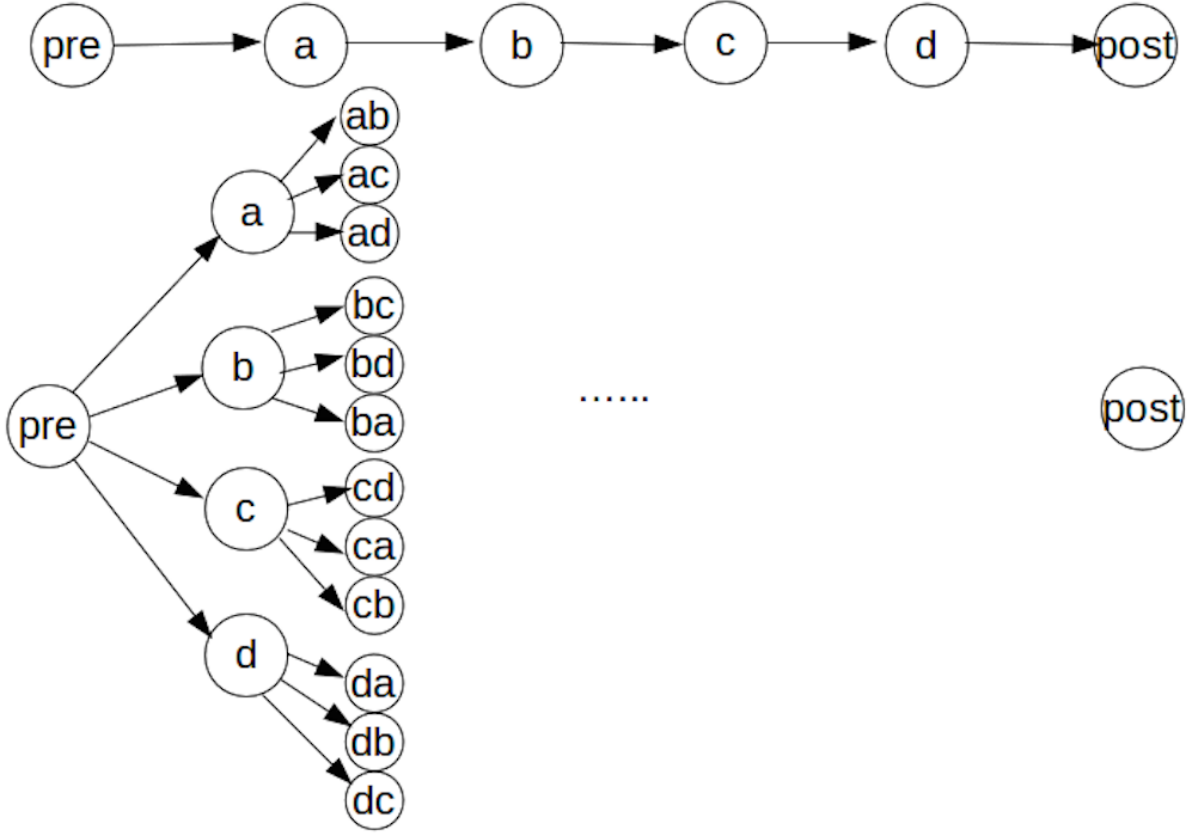 pre a b c d post
ab
ac
a
ad
bc
b
bd
ba
...... 
pre
post
cd
c
ca
cb
d
da
db
dc